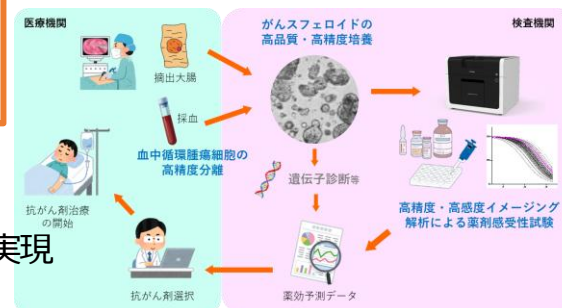 医療機関
がんスフェロイドの
高品質・高精度培養
検査機関
摘出大腸
採血
血中循環腫瘍細胞の
高精度分離
遺伝子診断等
抗がん剤治療
の開始
高精度・高感度イメージング
解析による薬剤感受性試験
実現
抗がん剤選択
薬効予測データ